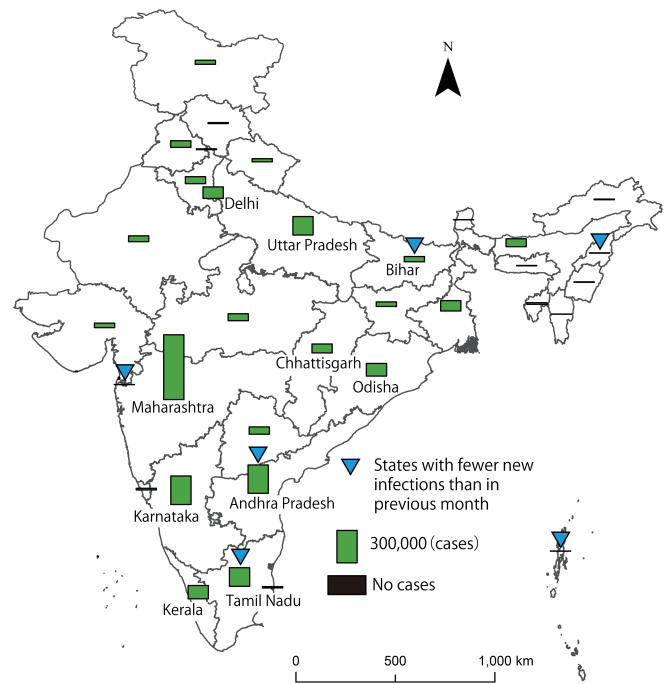 N
Delhi
Uttar Pradesh
Bihar
Chhattisgarh
Odisha
Maharashtra
Andhra Pradesh
Karnataka
Tamil Nadu
Kerala
States with fewer new
infections than in
previous month
300,000 (cases)
No cases
0 500 1,000 km